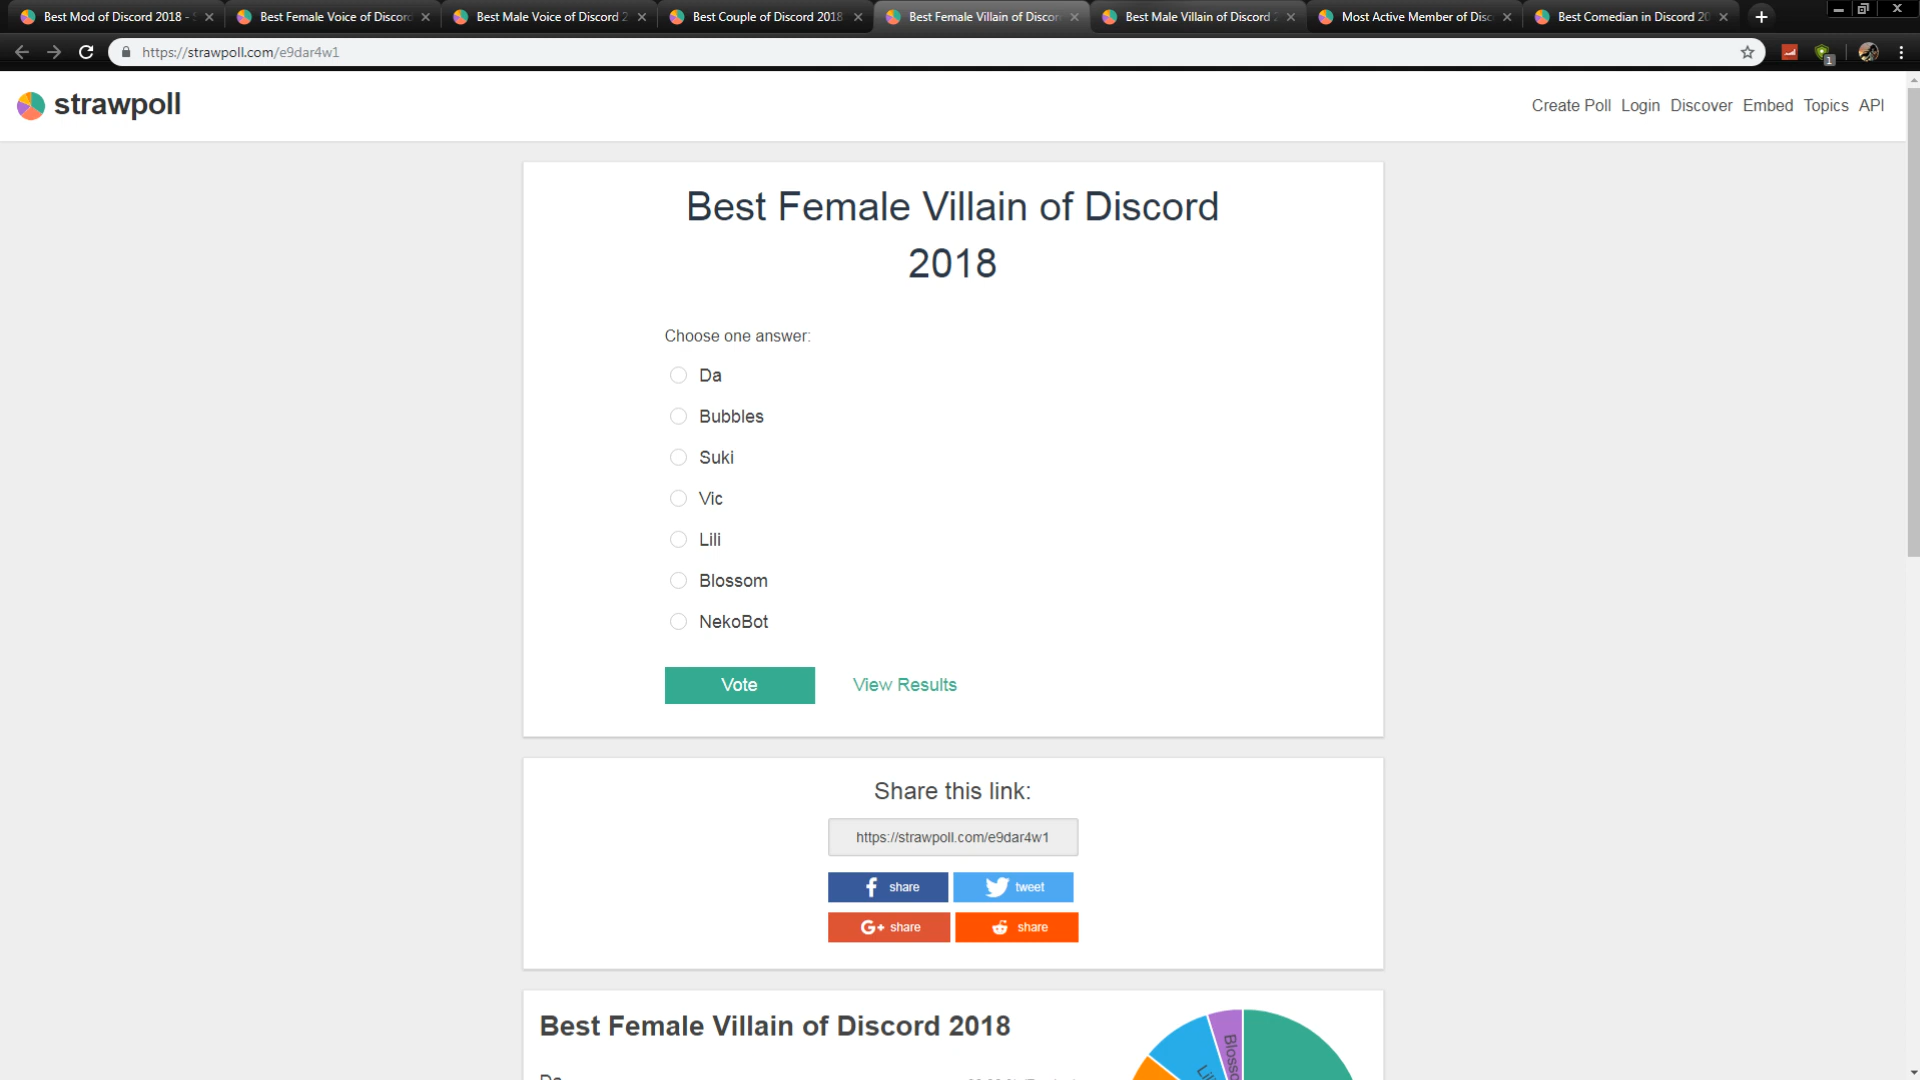 Best Mod of Discord 2018 -
Best Female Voice of Discord
Best Male Voice of Discord 2
Best Couple of Discord 2018
Best Female Villain of Discor
Best Male Villain of Discord
Most Active Member of Disc
Best Comedian in Discord 20
https://strawpoll.com/e9dar4w1
1
strawpoll
Create Poll Login Discover Embed Topics API
Best Female Villain of Discord
2018
Choose one answer:
Da
Bubbles
Suki
Vic
Lili
Blossom
NekoBot
Vote View Results
Share this link:
https://strawpoll.com/e9dar4w1
share tweet
G+ share share
Best Female Villain of Discord 2018
Da